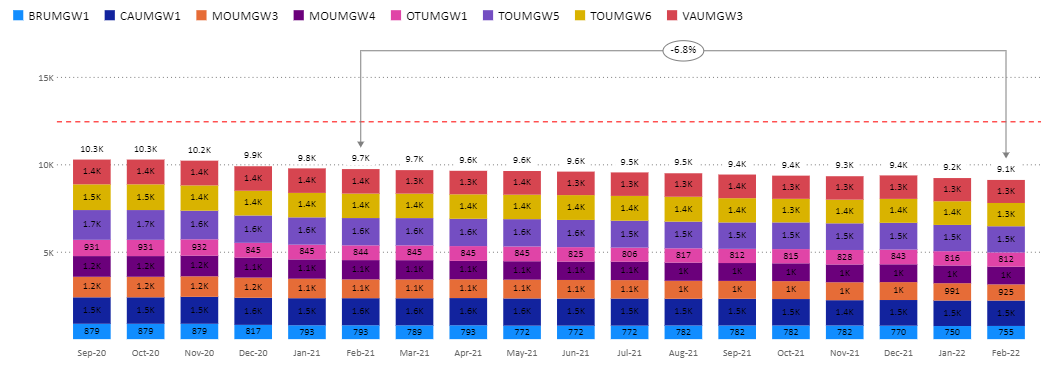 BRUMGW1 CAUMGW1 MOUMGW3 MOUMGW4 OTUMGW1 TOUMGW5 TOUMGW6 VAUMGW3
-6.8%
15K
10.3K 10.3K 10.2K 9.9K 9.8K 9.7K 9.7K 9.6K 9.6K 9.6K 9.5K 9.5K 9.4K 9.4K 9.3K 9.4K 9.2K 9.1K
10K
1.4K 1.4K 1.4K 1.4K 1.4K 1.4K 1.3K 1.3K 1.4K 1.3K 1.3K 1.3K 1.4K 1.3K 1.3K 1.3K 1.3K 1.3K
1.5K 1.5K 1.4K 1.4K 1.4K 1.4K 1.4K 1.4K 1.4K 1.4K 1.4K 1.4K 1.4K 1.3K 1.4K 1.4K 1.4K 1.3K
1.7K 1.7K 1.6K 1.6K 1.6K 1.6K 1.6K 1.6K 1.6K 1.6K 1.5K 1.5K 1.5K 1.5K 1.5K 1.5K 1.5K 1.5K
931 931 932 845 845 844 845 845 845 825 806 817 812 815 828 843 816 812
5K
1.2K 1.2K 1.2K 1.1K 1.1K 1.1K 1.1K 1.1K 1.1K 1.1K 1.1K 1K 1K 1K 1K 1K 1K 1K
1.2K 1.2K 1.2K 1.2K 1.1K 1.1K 1.1K 1.1K 1.1K 1.1K 1.1K 1K 1K 1K 1K 1K 991 925
1.5K 1.5K 1.5K 1.6K 1.5K 1.6K 1.6K 1.6K 1.5K 1.5K 1.5K 1.5K 1.5K 1.5K 1.4K 1.5K 1.5K 1.5K
879 879 879 817 793 793 789 793 772 772 772 782 782 782 782 770 750 755
Sep-20 Oct-20 Nov-20 Dec-20 Jan-21 Feb-21 Mar-21 Apr-21 May-21 Jun-21 Jul-21 Aug-21 Sep-21 Oct-21 Nov-21 Dec-21 Jan-22 Feb-22